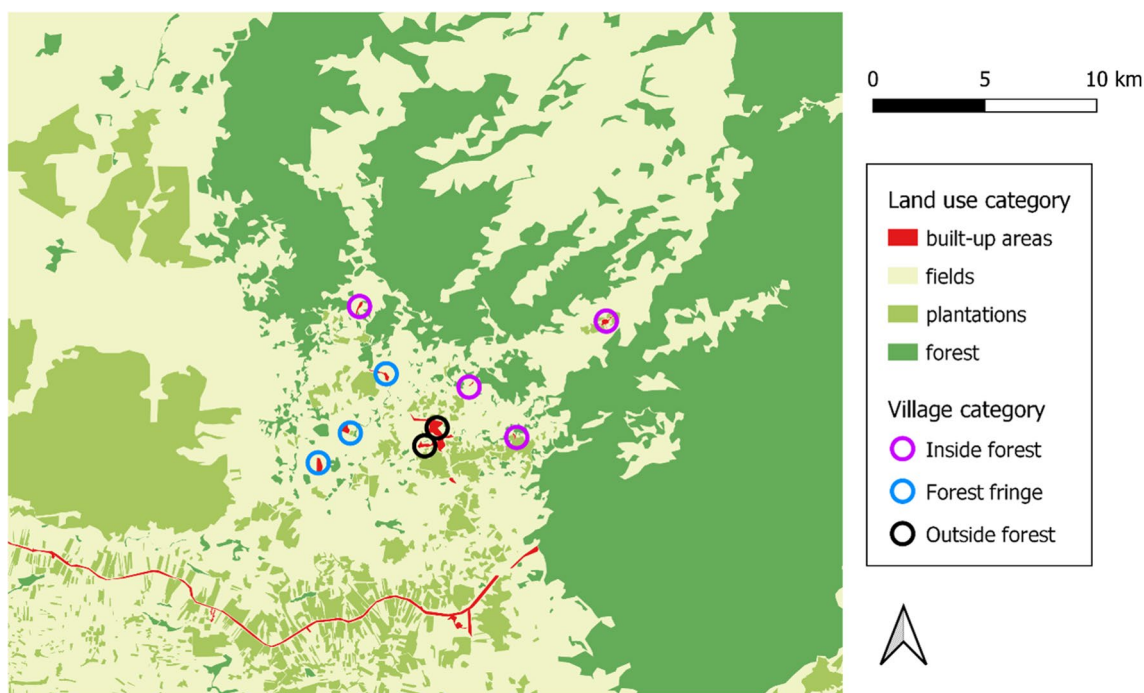 0 5 10 km
Land use category
built-up areas
fields
plantations
forest
Village category
Inside forest
Forest fringe
Outside forest